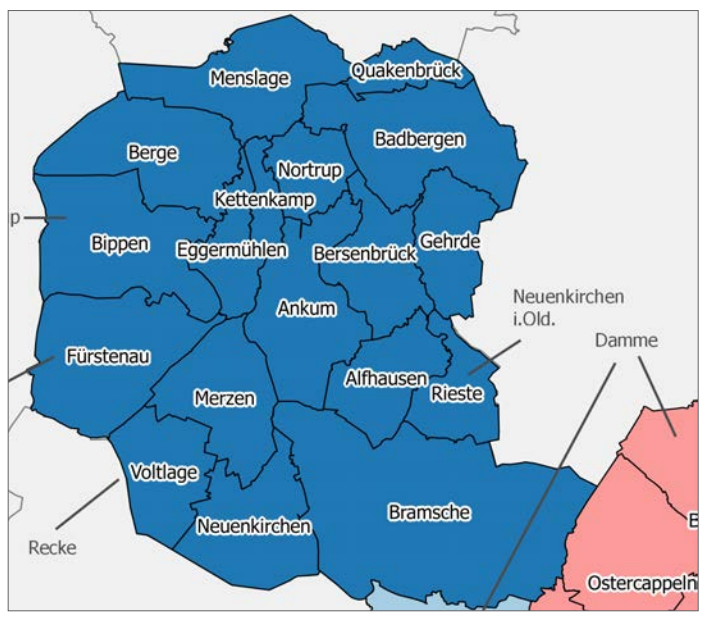 Menslage
Quakenbrück
Badbergen
Berge
Nortrup
Kettenkamp
p
Bippen
Eggermühlen
Bersenbrück
Gehrde
Ankum
Neuenkirchen
i.Old.
Damme
Fürstenau
Alfhausen
Rieste
Merzen
Voltlage
Bramsche
Neuenkirchen
B
Recke
Ostercappeln